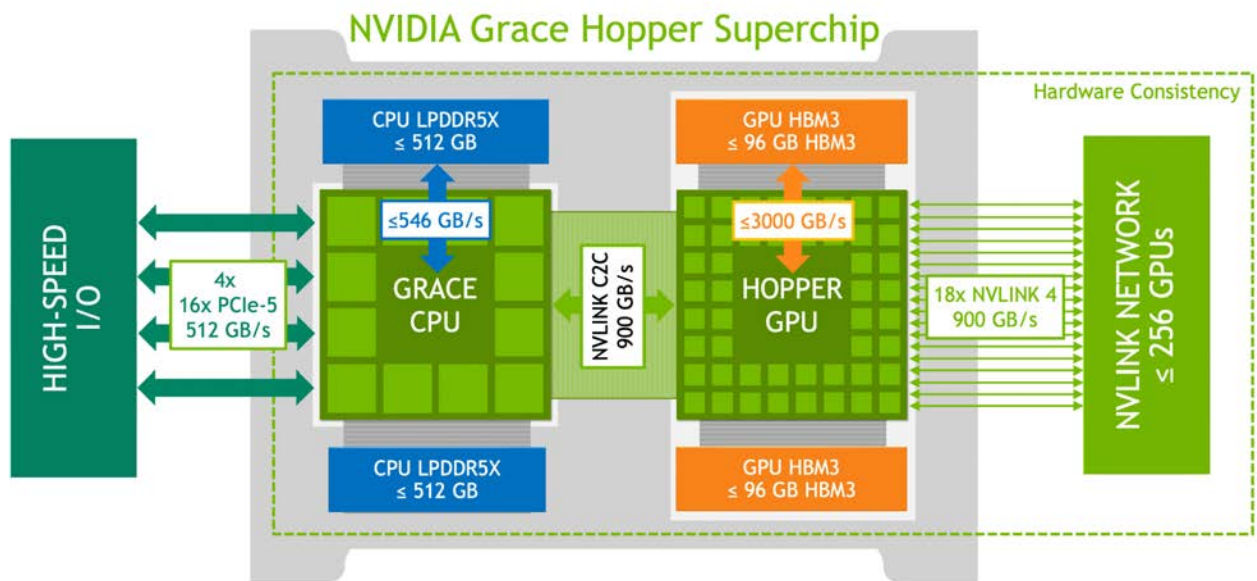 NVIDIA Grace Hopper Superchip
Hardware Consistency
CPU LPDDR5X
≤ 512 GB
GPU HBM3
≤ 96 GB HBM3
HIGH-SPEED
I/O
4x
16x PCIe-5
512 GB/s
≤546 GB/s
GRACE
CPU
NVLINK C2C
900 GB/s
≤3000 GB/s
HOPPER
GPU
18x NVLINK 4
900 GB/s
NVLINK NETWORK
≤ 256 GPUs
CPU LPDDR5X
≤ 512 GB
GPU HBM3
≤ 96 GB HBM3